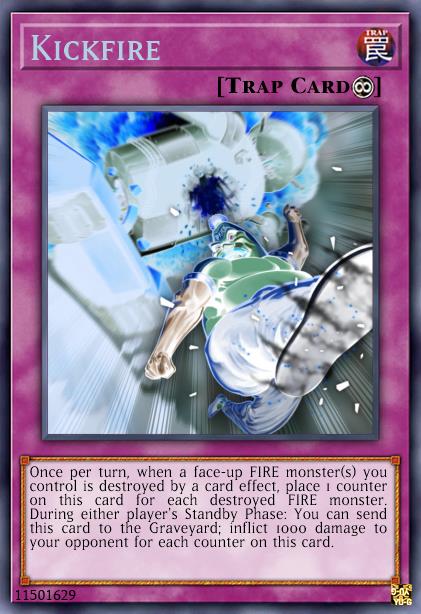 KICKFIRE
TRAP
罠
[TRAP CARD]
Once per turn, when a face-up FIRE monster(s) you
control is destroyed by a card effect, place 1 counter
on this card for each destroyed FIRE monster.
During either player's Standby Phase: You can send
this card to the Graveyard; inflict 1000 damage to
your opponent for each counter on this card.
11501629